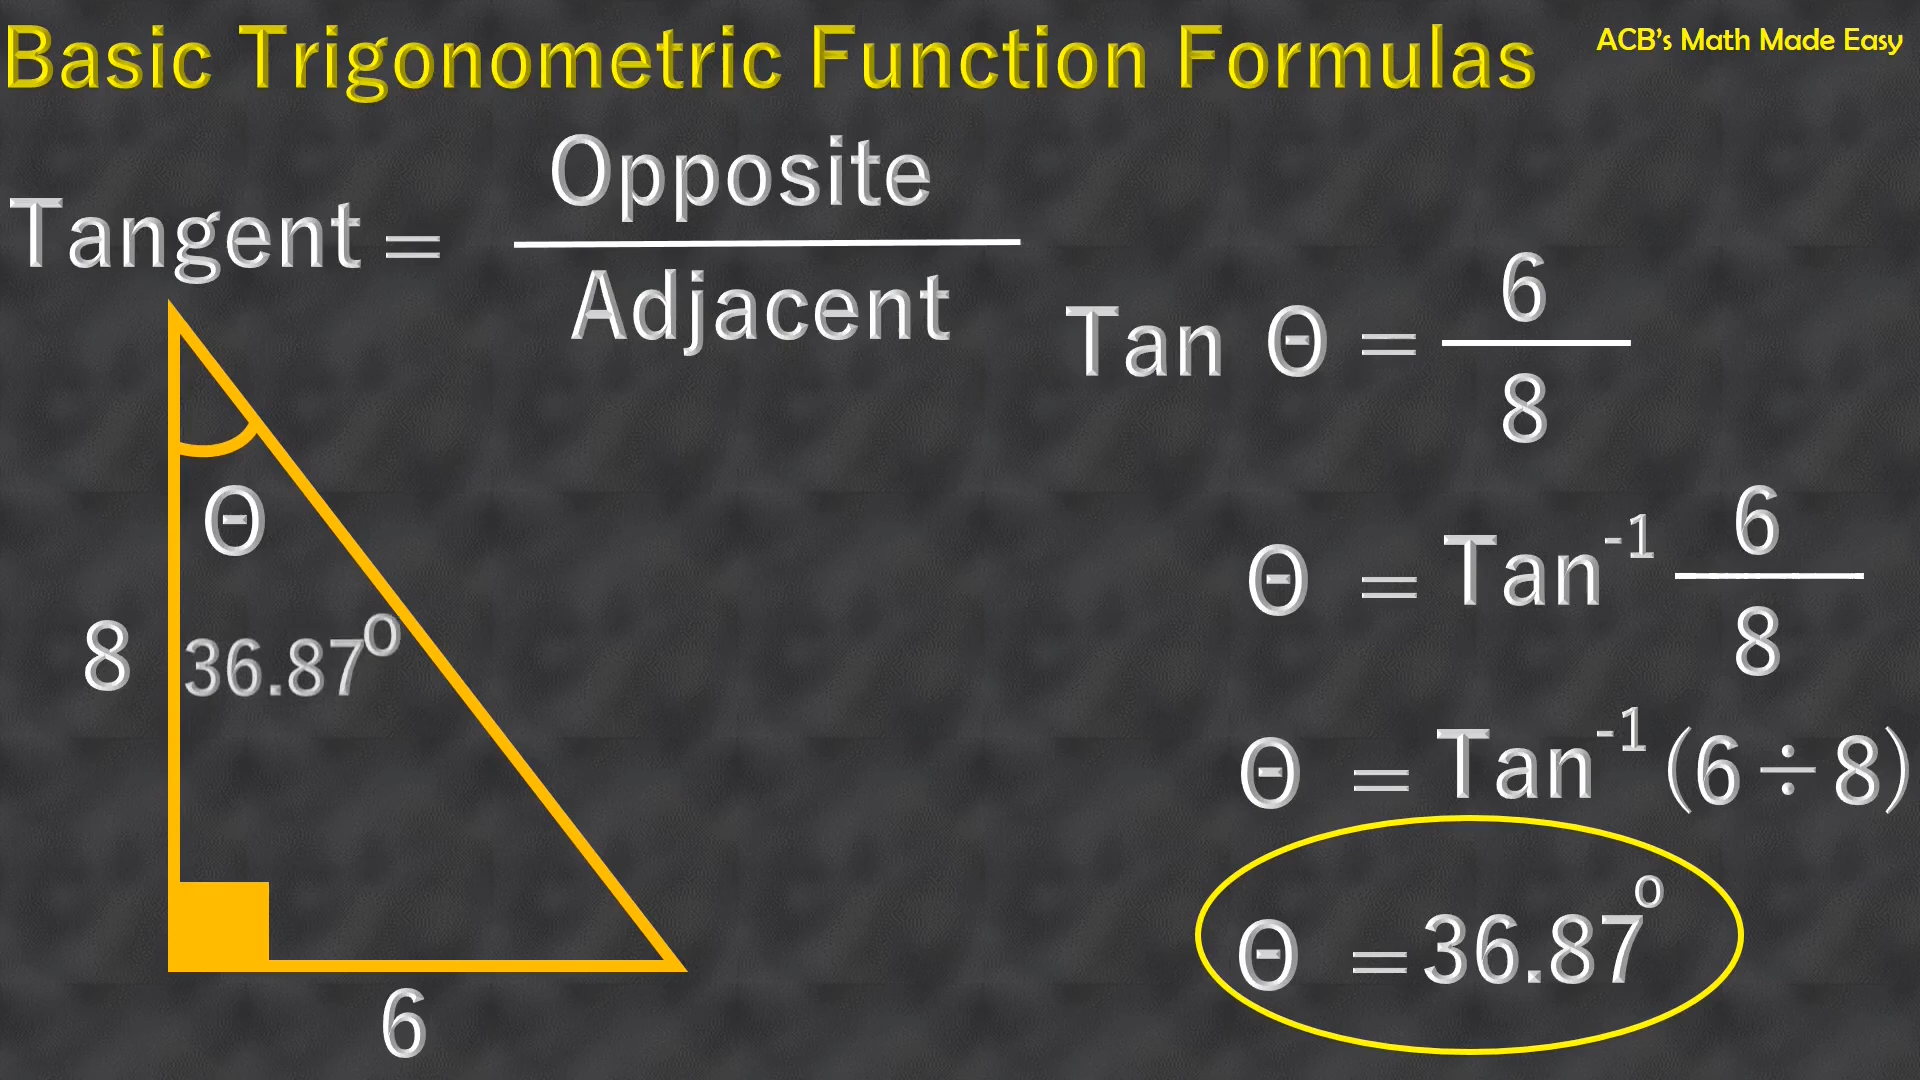 Basic Trigonometric Function Formulas
ACB's Math Made Easy
Tangent = Opposite
Adjacent
Tan Θ = 6
8
Θ
8
36.87°
6
Θ = Tan⁻¹ 6
8
Θ = Tan⁻¹ (6 ÷ 8)
Θ = 36.87°